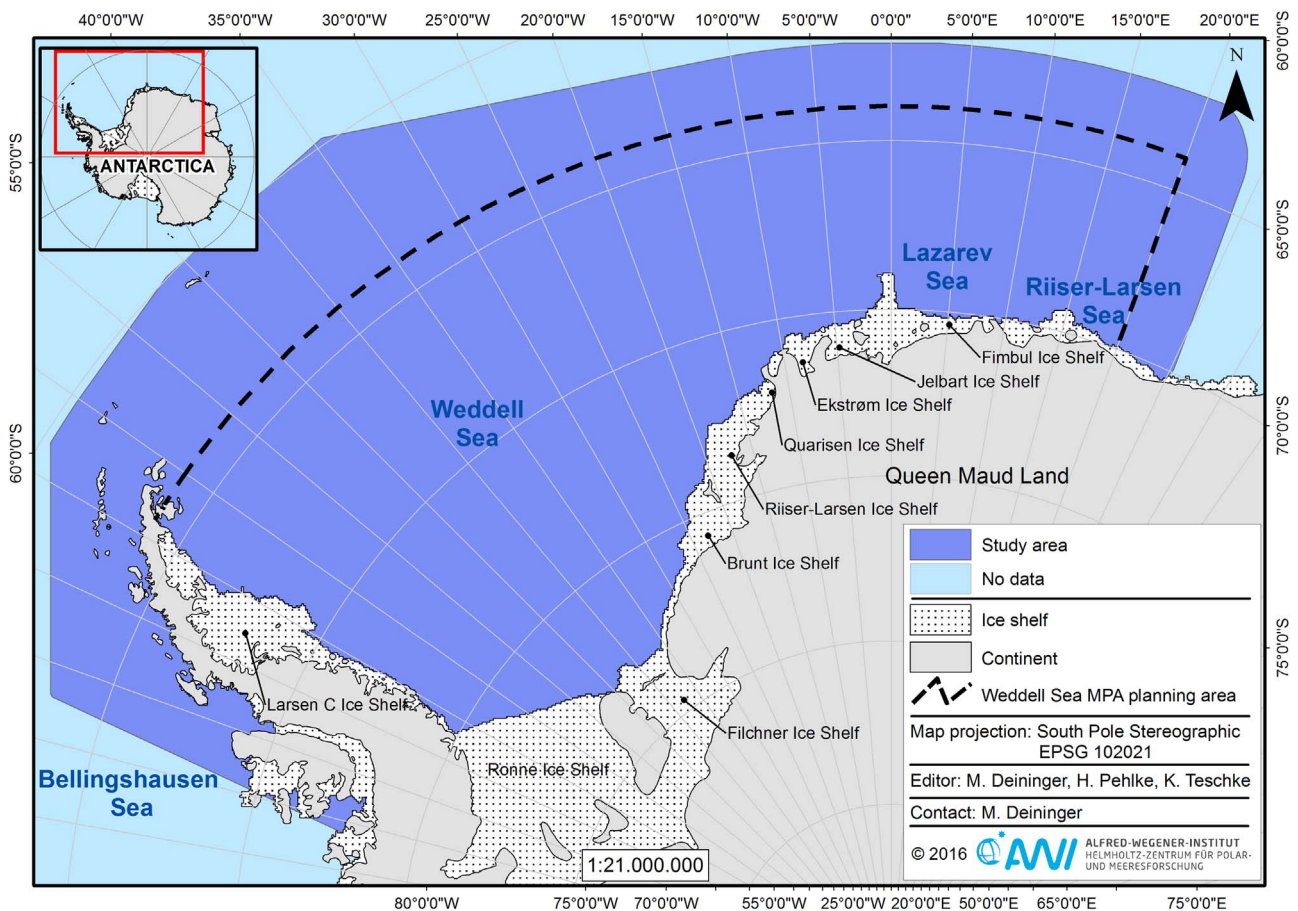 40°0'0"W
35°0'0"W
30°0'0"W
25°0'0"W
20°0'0"W
15°0'0"W
10°0'0"W
5°0'0"W
0°0'0"
5°0'0"E
10°0'0"E
15°0'0"E
20°0'0"E
60°0'0"S
N
ANTARCTICA
55°0'0"S
65°0'0"S
Lazarev
Sea
Riiser-Larsen
Sea
Fimbul Ice Shelf
Jelbart Ice Shelf
Ekstrøm Ice Shelf
Weddell
Sea
60°0'0"S
70°0'0"S
Quarisen Ice Shelf
Queen Maud Land
Riiser-Larsen Ice Shelf
Brunt Ice Shelf
Study area
No data
Ice shelf
Continent
75°0'0"S
Weddell Sea MPA planning area
Larsen C Ice Shelf
Filchner Ice Shelf
Map projection: South Pole Stereographic
EPSG 102021
Ronne Ice Shelf
Bellingshausen
Sea
Editor: M. Deininger, H. Pehlke, K. Teschke
Contact: M. Deininger
© 2016
AWI
ALFRED-WEGENER-INSTITUT
HELMHOLTZ-ZENTRUM FÜR POLAR-
UND MEERESFORSCHUNG
1:21.000.000
80°0'0"W
75°0'0"W
70°0'0"W
55°0'0"W
25°0'0"W
20°0'0"E
50°0'0"E
65°0'0"E
75°0'0"E